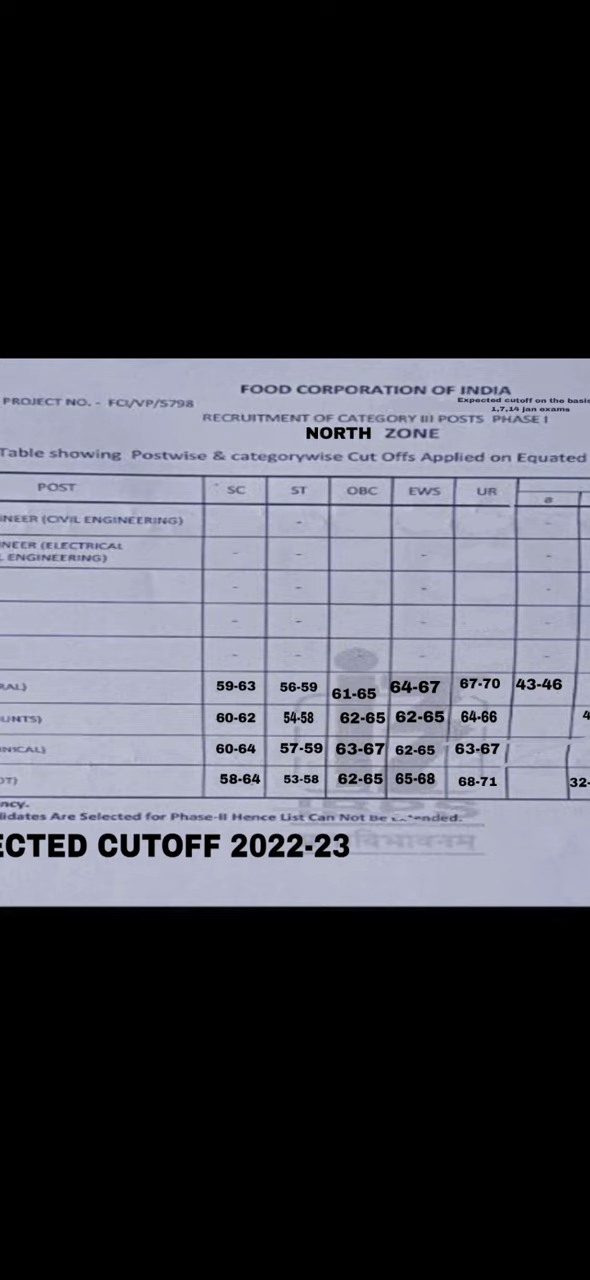 FOOD CORPORATION OF INDIA
PROJECT NO. - FCI/VP/5798
Expected cutoff on the basis
1,7,14 jan exams
RECRUITMENT OF CATEGORY III POSTS PHASE I
NORTH ZONE
Table showing Postwise & categorywise Cut Offs Applied on Equated
POST SC ST OBC EWS UR
a
NEER (CIVIL ENGINEERING) - -
NEER (ELECTRICAL
L ENGINEERING) - - - -
- - - -
- - - -
- - - -
RAL) 59-63 56-59 61-65 64-67 67-70 43-46
UNTS) 60-62 54-58 62-65 62-65 64-66 4
NICAL) 60-64 57-59 63-67 62-65 63-67
OT) 58-64 53-58 62-65 65-68 68-71 32-
ncy.
lidates Are Selected for Phase-II Hence List Can Not Be
ECTED CUTOFF 2022-23
IBPS
विभावनम्